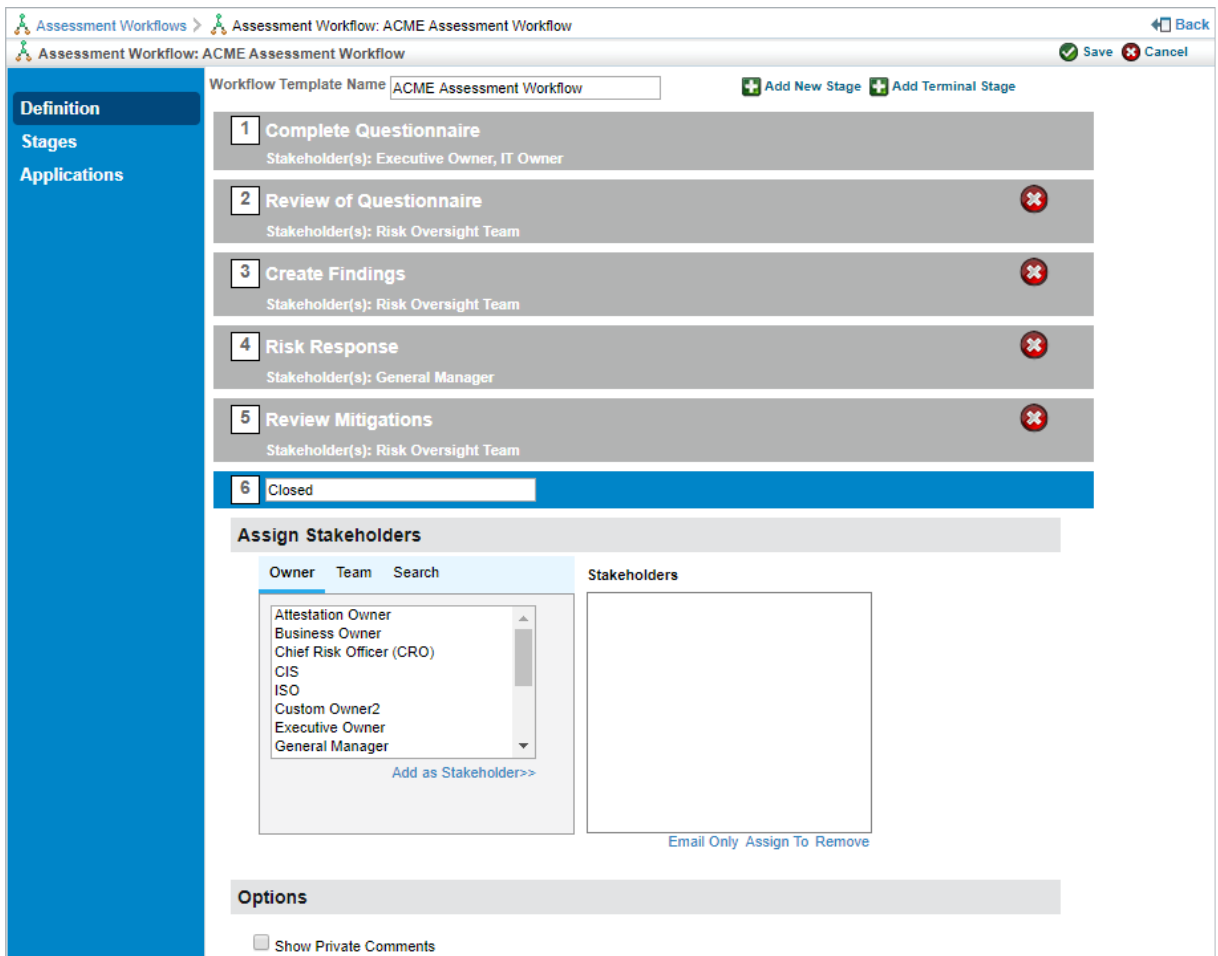 Assessment Workflows > Assessment Workflow: ACME Assessment Workflow Back
Assessment Workflow: ACME Assessment Workflow Save Cancel
Definition
Stages
Applications
Workflow Template Name ACME Assessment Workflow Add New Stage Add Terminal Stage
1 Complete Questionnaire
Stakeholder(s): Executive Owner, IT Owner
2 Review of Questionnaire
Stakeholder(s): Risk Oversight Team
3 Create Findings
Stakeholder(s): Risk Oversight Team
4 Risk Response
Stakeholder(s): General Manager
5 Review Mitigations
Stakeholder(s): Risk Oversight Team
6 Closed
Assign Stakeholders
Owner Team Search
Attestation Owner
Business Owner
Chief Risk Officer (CRO)
CIS
ISO
Custom Owner2
Executive Owner
General Manager
Add as Stakeholder>>
Stakeholders
Email Only Assign To Remove
Options
Show Private Comments